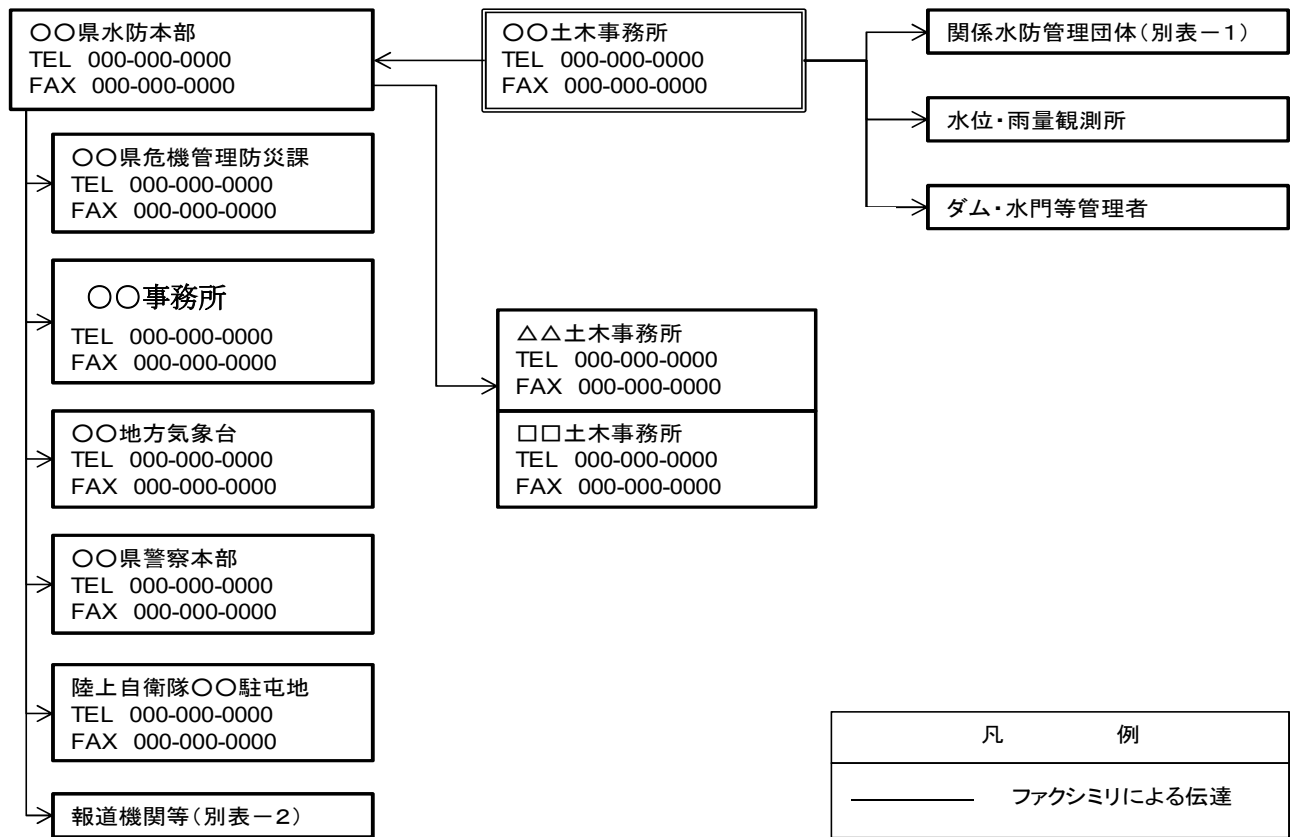 ○○県水防本部
TEL 000-000-0000
FAX 000-000-0000
○○土木事務所
TEL 000-000-0000
FAX 000-000-0000
関係水防管理団体(別表-1)
水位・雨量観測所
ダム・水門等管理者
○○県危機管理防災課
TEL 000-000-0000
FAX 000-000-0000
○○事務所
TEL 000-000-0000
FAX 000-000-0000
△△土木事務所
TEL 000-000-0000
FAX 000-000-0000
□□土木事務所
TEL 000-000-0000
FAX 000-000-0000
○○地方気象台
TEL 000-000-0000
FAX 000-000-0000
○○県警察本部
TEL 000-000-0000
FAX 000-000-0000
陸上自衛隊○○駐屯地
TEL 000-000-0000
FAX 000-000-0000
報道機関等(別表-2)
凡 例
ファクシミリによる伝達